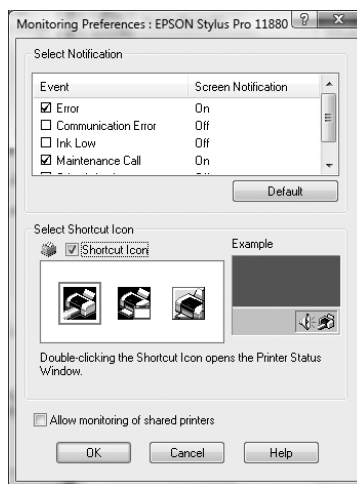 Monitoring Preferences : EPSON Stylus Pro 11880
Select Notification
Event Screen Notification
Error On
Communication Error Off
Ink Low Off
Maintenance Call On
Default
Select Shortcut Icon
Shortcut Icon
Example
Double-clicking the Shortcut Icon opens the Printer Status
Window.
Allow monitoring of shared printers
OK Cancel Help